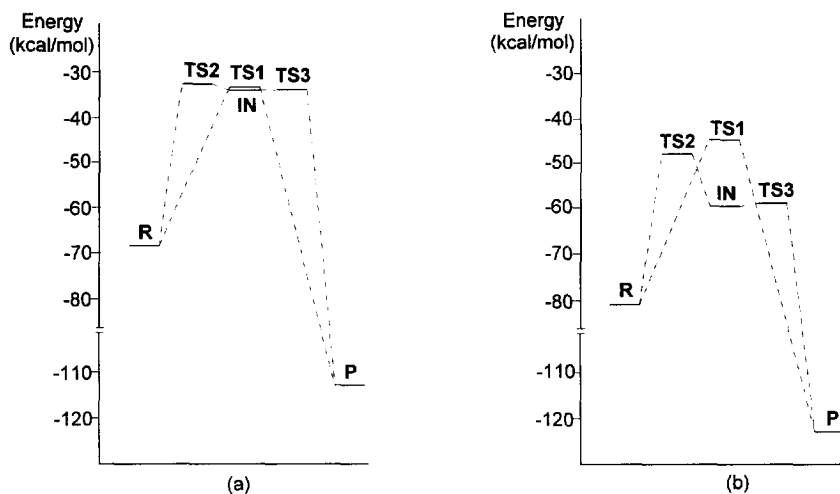 Energy
(kcal/mol)
-30
-40
-50
-60
-70
-80
-110
-120
TS2
TS1
TS3
IN
R
P
(a)
Energy
(kcal/mol)
-30
-40
-50
-60
-70
-80
-110
-120
TS2
TS1
IN
TS3
R
P
(b)